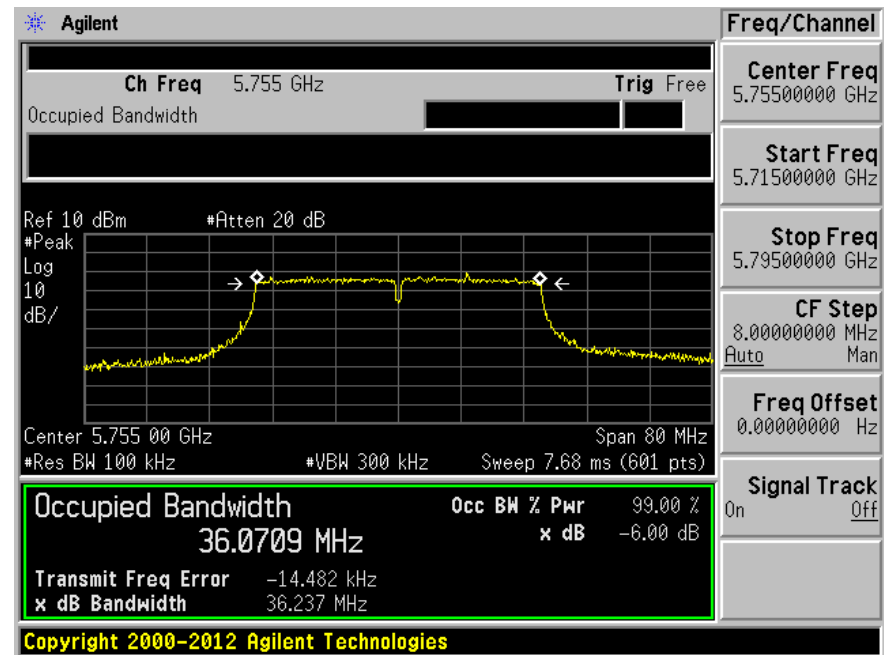 Agilent
Freq/Channel
Ch Freq 5.755 GHz Trig Free
Occupied Bandwidth
Center Freq
5.75500000 GHz
Start Freq
5.71500000 GHz
Stop Freq
5.79500000 GHz
CF Step
8.00000000 MHz
Auto Man
Freq Offset
0.00000000 Hz
Signal Track
On Off
Ref 10 dBm #Atten 20 dB
#Peak
Log
10
dB/
Center 5.755 00 GHz Span 80 MHz
#Res BW 100 kHz #VBW 300 kHz Sweep 7.68 ms (601 pts)
Occupied Bandwidth
36.0709 MHz
Occ BW % Pwr 99.00 %
x dB -6.00 dB
Transmit Freq Error -14.482 kHz
x dB Bandwidth 36.237 MHz
Copyright 2000-2012 Agilent Technologies